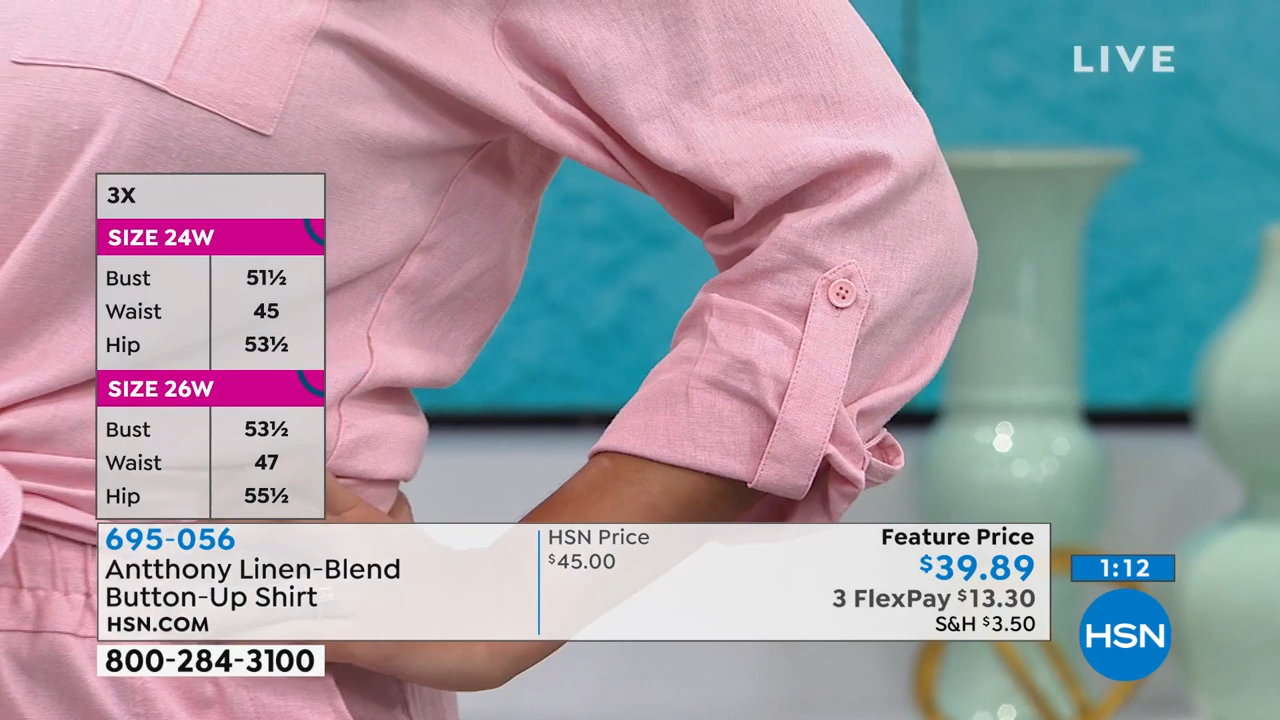 LIVE
3X
SIZE 24W
Bust 51½
Waist 45
Hip 53½
SIZE 26W
Bust 53½
Waist 47
Hip 55½
695-056
Antthony Linen-Blend
Button-Up Shirt
HSN.COM
HSN Price
$45.00
Feature Price
$39.89
3 FlexPay $13.30
S&H $3.50
1:12
HSN
800-284-3100